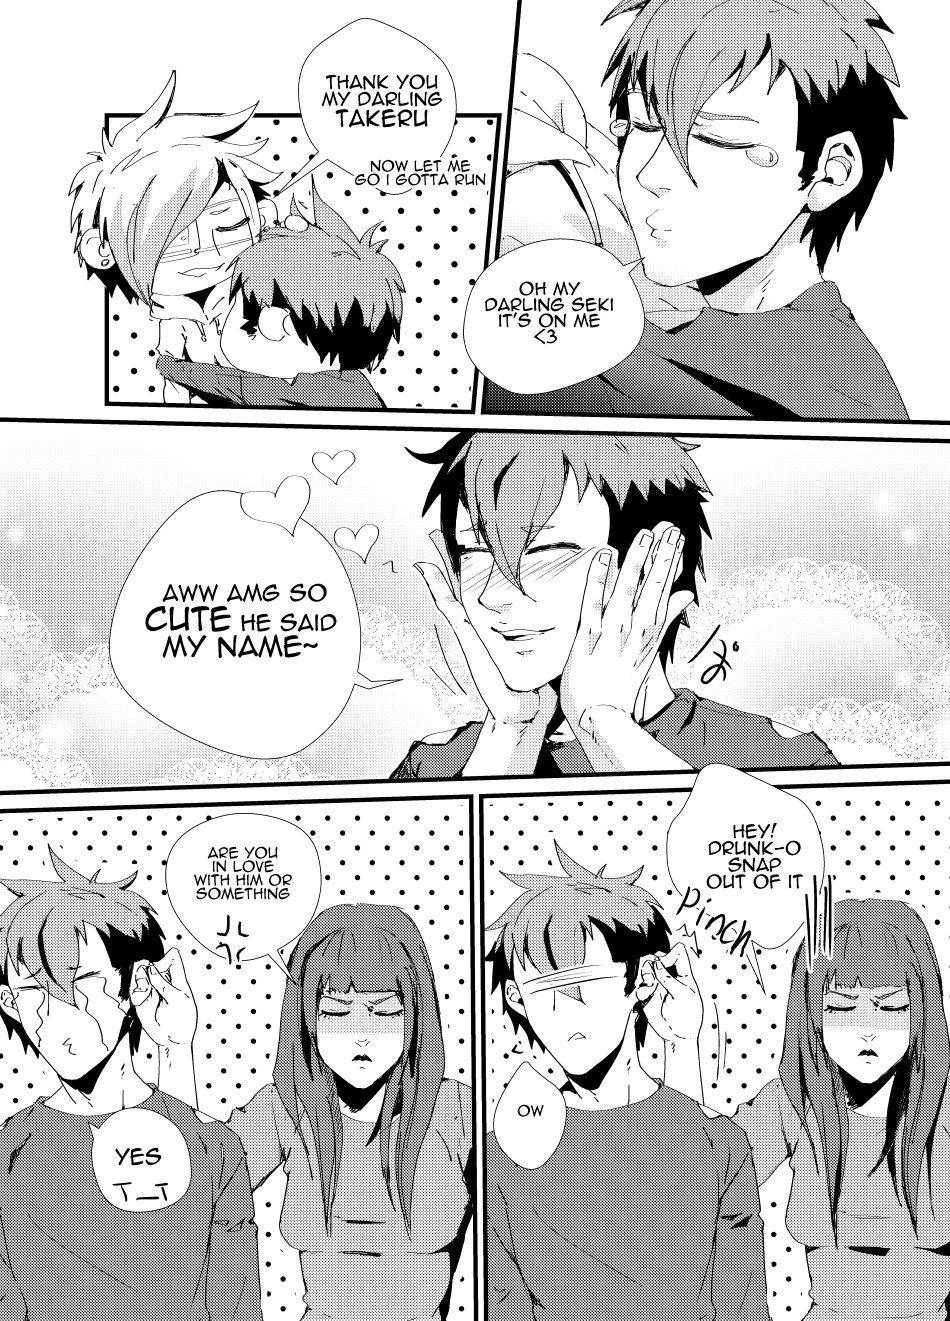 THANK YOU
MY DARLING
TAKERU
NOW LET ME
GO I GOTTA RUN
OH MY
DARLING SEKI
IT'S ON ME
<3
AWW AMG SO
CUTE HE SAID
MY NAME~
ARE YOU
IN LOVE
WITH HIM OR
SOMETHING
YES
T_T
HEY!
DRUNK-O
SNAP
OUT OF IT
Pinch
OW